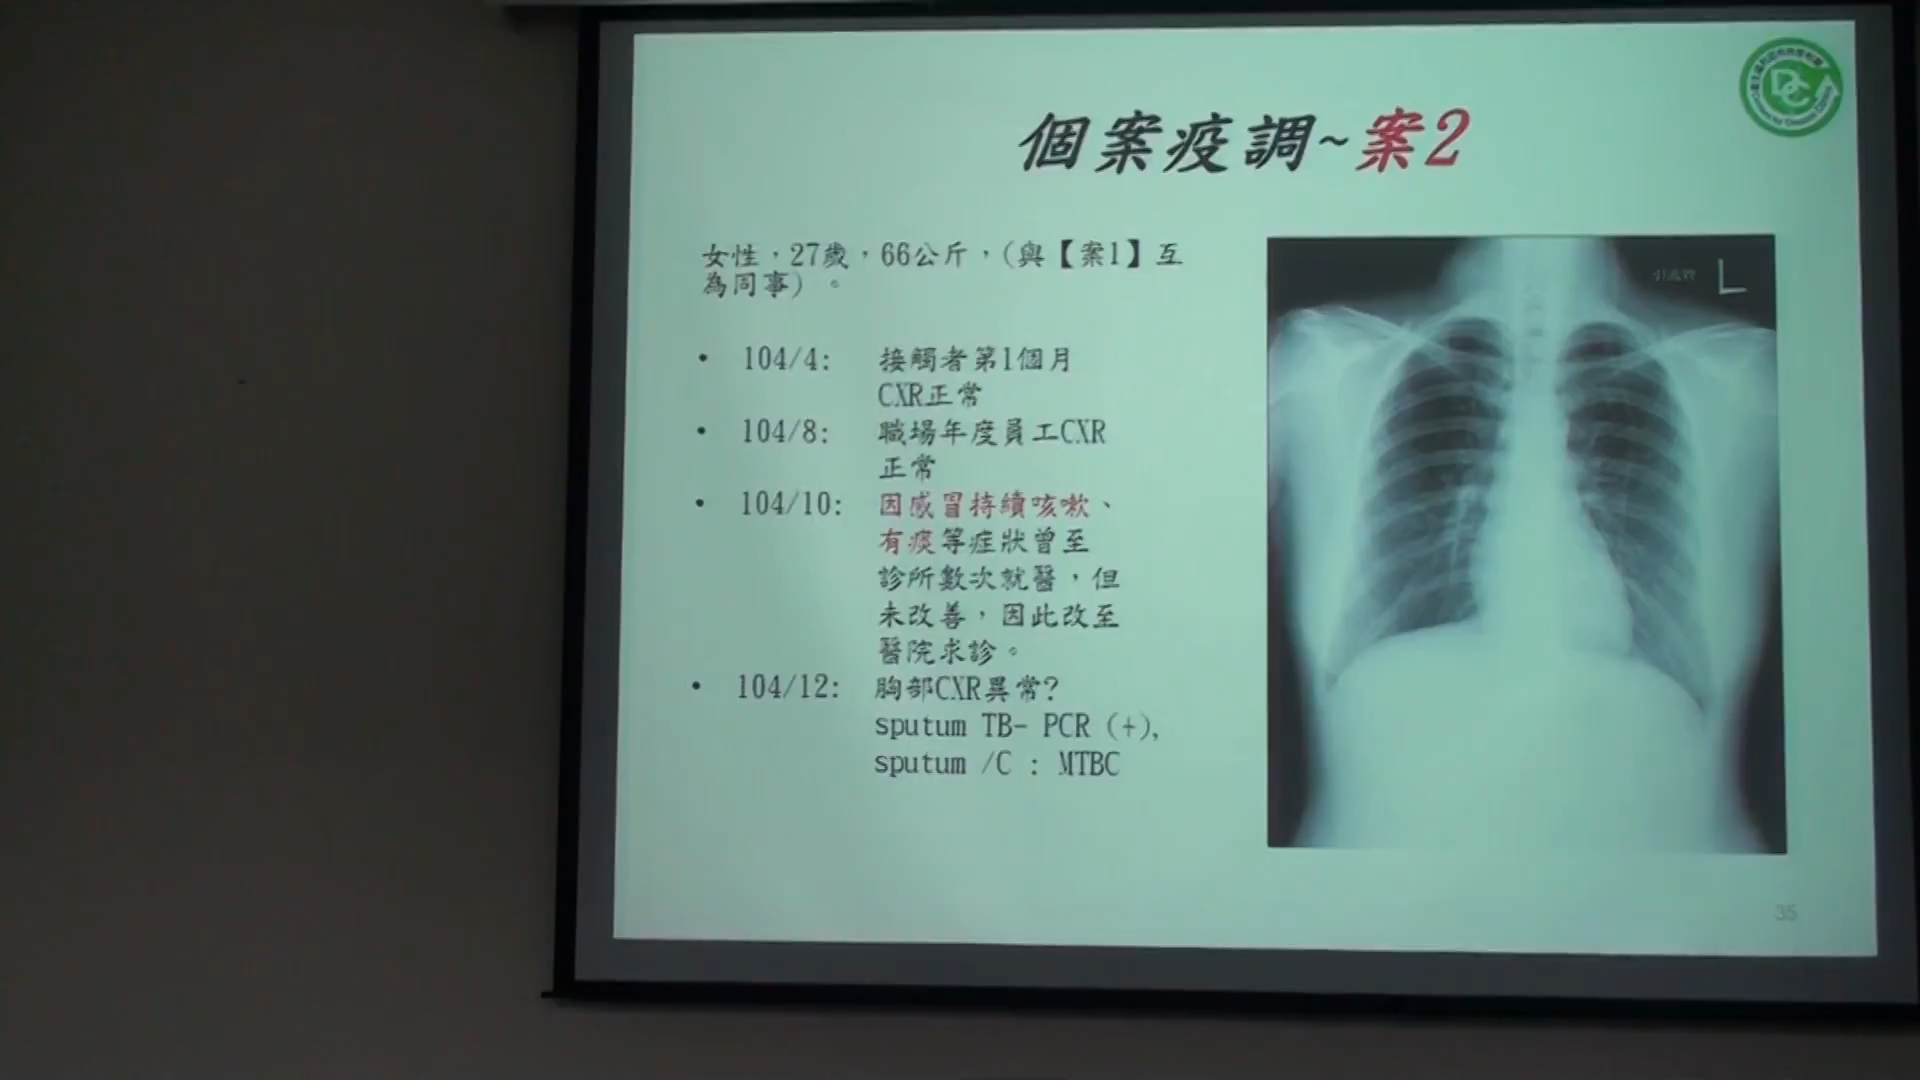 個案疫調~案2
女性，27歲，66公斤，(與【案1】互
為同事)。
• 104/4: 接觸者第1個月
CXR正常
• 104/8: 職場年度員工CXR
正常
• 104/10: 因感冒持續咳嗽、
有痰等症狀曾至
診所數次就醫，但
未改善，因此改至
醫院求診。
• 104/12: 胸部CXR異常?
sputum TB- PCR (+),
sputum /C : MTBC
L
35